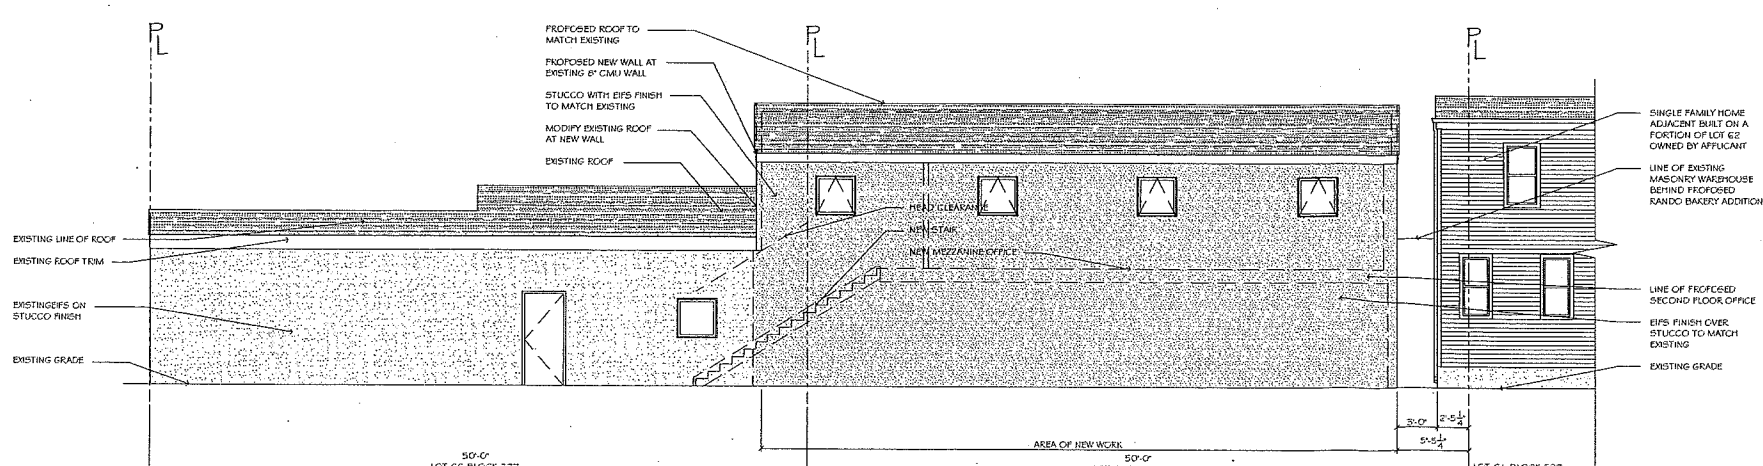 PL
PL
PL
PROPOSED ROOF TO
MATCH EXISTING
PROPOSED NEW WALL AT
EXISTING 8" CMU WALL
STUCCO WITH EIFS FINISH
TO MATCH EXISTING
MODIFY EXISTING ROOF
AT NEW WALL
EXISTING ROOF
EXISTING LINE OF ROOF
EXISTING ROOF TRIM
EXISTING EIFS ON
STUCCO FINISH
EXISTING GRADE
HEAD CLEARANCE
NEW STAIR
NEW MEZZANINE OFFICE
SINGLE FAMILY HOME
ADJACENT BUILT ON A
PORTION OF LOT 62
OWNED BY APPLICANT
LINE OF EXISTING
MASONRY WAREHOUSE
BEHIND PROPOSED
RANDO BAKERY ADDITION
LINE OF PROPOSED
SECOND FLOOR OFFICE
EIFS FINISH OVER
STUCCO TO MATCH
EXISTING
EXISTING GRADE
3'-0" 2'-5 1/4
5'-5 1/4
AREA OF NEW WORK
50'-0"
50'-0"